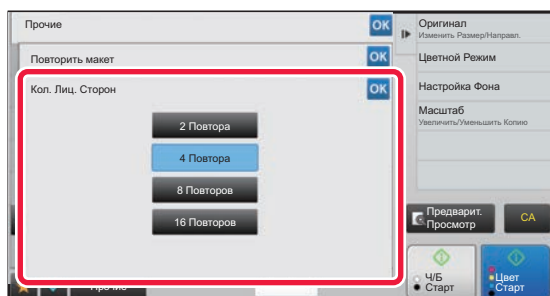 Прочие
OK
Повторить макет
OK
Кол. Лиц. Сторон
OK
2 Повтора
4 Повтора
8 Повторов
16 Повторов
Оригинал
Изменить Размер/Направл.
Цветной Режим
Настройка Фона
Масштаб
Увеличить/Уменьшить Копию
Предварит.
Просмотр
CA
Ч/Б
Старт
Цвет
Старт